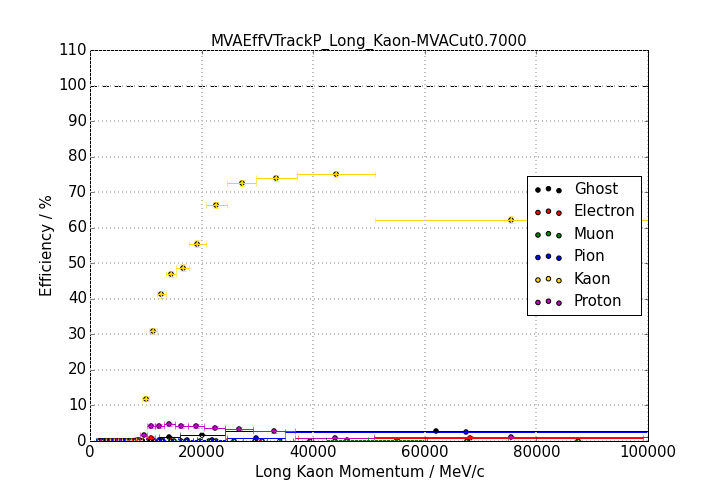 MVAEffVTrackP_Long_Kaon-MVACut0.7000
110
100
90
80
70
60
50
40
30
20
10
0
Efficiency / %
Ghost
Electron
Muon
Pion
Kaon
Proton
0 20000 40000 60000 80000 100000
Long Kaon Momentum / MeV/c